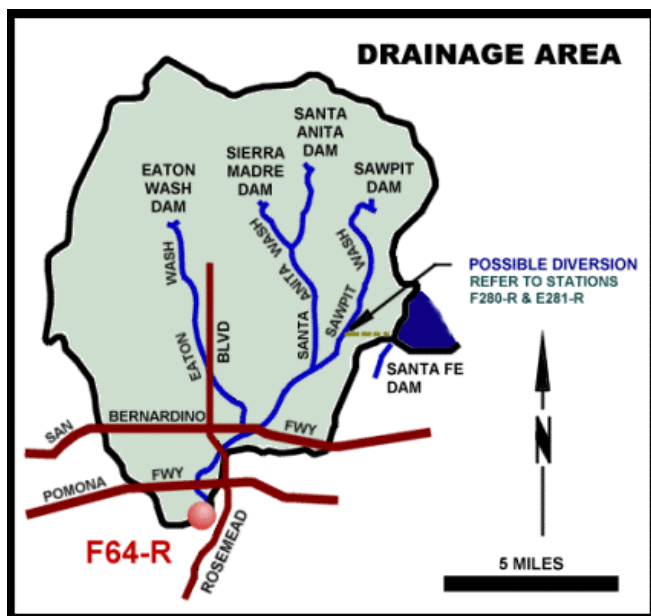 DRAINAGE AREA
SANTA
ANITA
DAM
EATON
WASH
DAM
SIERRA
MADRE
DAM
SAWPIT
DAM
WASH
ANITA WASH
WASH
POSSIBLE DIVERSION
REFER TO STATIONS
F280-R & E281-R
EATON
BLVD
SANTA
SAWPIT
SANTA FE
DAM
SAN BERNARDINO FWY
POMONA FWY
N
F64-R
ROSEMEAD
5 MILES